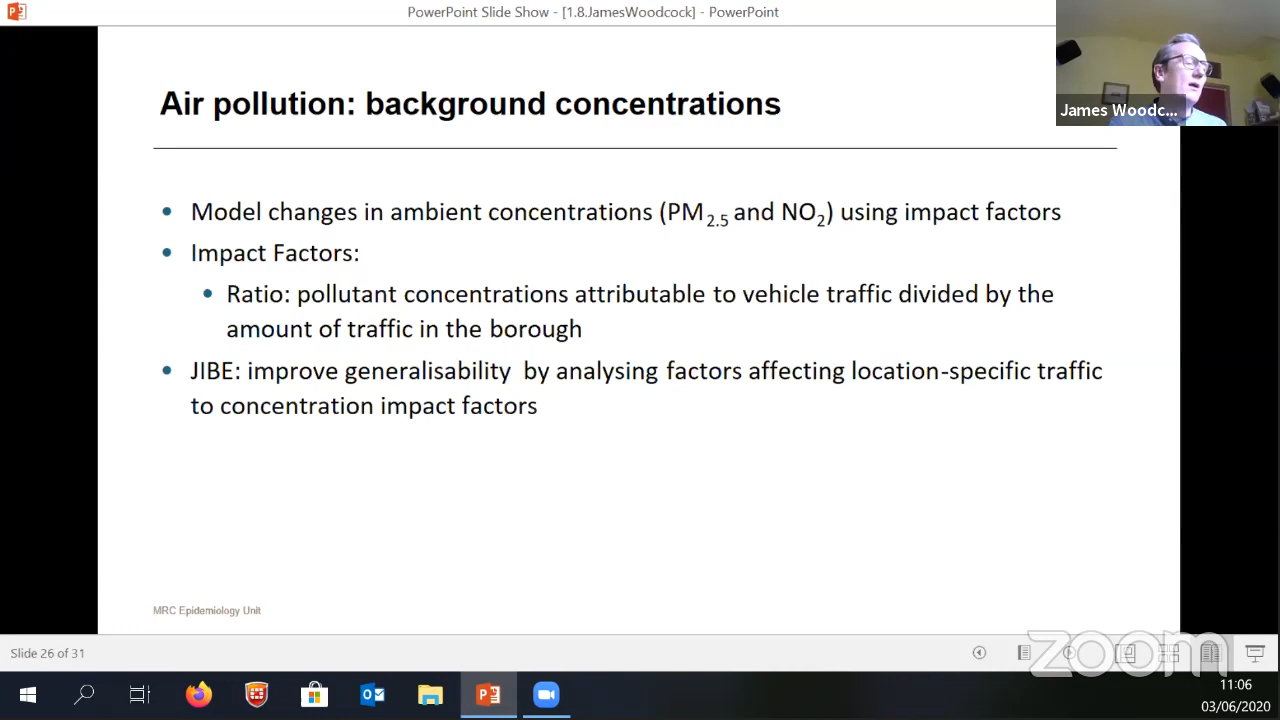 PowerPoint Slide Show - [1.8.JamesWoodcock] - PowerPoint
James Woodc...
Air pollution: background concentrations
• Model changes in ambient concentrations (PM2.5 and NO2) using impact factors
• Impact Factors:
• Ratio: pollutant concentrations attributable to vehicle traffic divided by the
amount of traffic in the borough
• JIBE: improve generalisability by analysing factors affecting location-specific traffic
to concentration impact factors
MRC Epidemiology Unit
Slide 26 of 31
zoom
11:06
03/06/2020